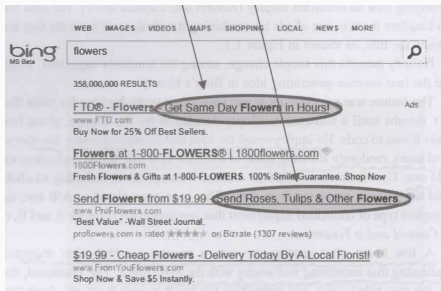 WEB IMAGES VIDEOS MAPS SHOPPING LOCAL NEWS MORE
bing
MS Beta
flowers
358,000,000 RESULTS
FTD® - Flowers Get Same Day Flowers in Hours!
Ads
www.FTD.com
Buy Now for 25% Off Best Sellers.
Flowers at 1-800-FLOWERS® | 1800flowers.com
1800Flowers.com
Fresh Flowers & Gifts at 1-800-FLOWERS. 100% Smile Guarantee. Shop Now
Send Flowers from $19.99 Send Roses, Tulips & Other Flowers
www.ProFlowers.com
"Best Value" -Wall Street Journal.
proflowers.com is rated ★★★★★ on Bizrate (1307 reviews)
$19.99 - Cheap Flowers - Delivery Today By A Local Florist!
www.FromYouFlowers.com
Shop Now & Save $5 Instantly.